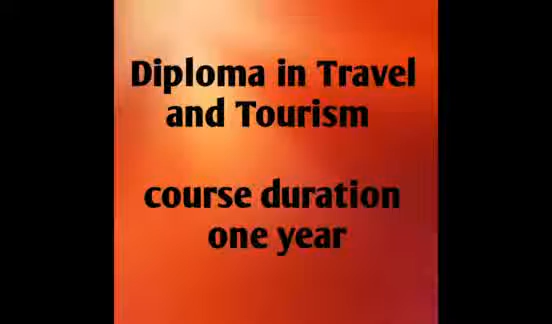 Diploma in Travel
and Tourism
course duration
one year